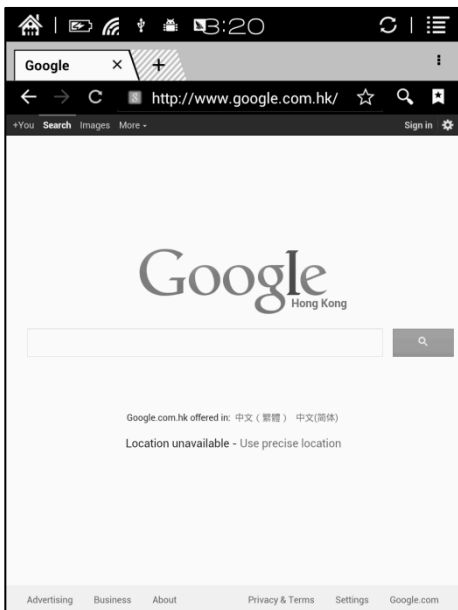 3:20
Google
http://www.google.com.hk/
+You Search Images More Sign in
Google
Hong Kong
Google.com.hk offered in: 中文（繁體） 中文(简体)
Location unavailable - Use precise location
Advertising Business About Privacy & Terms Settings Google.com